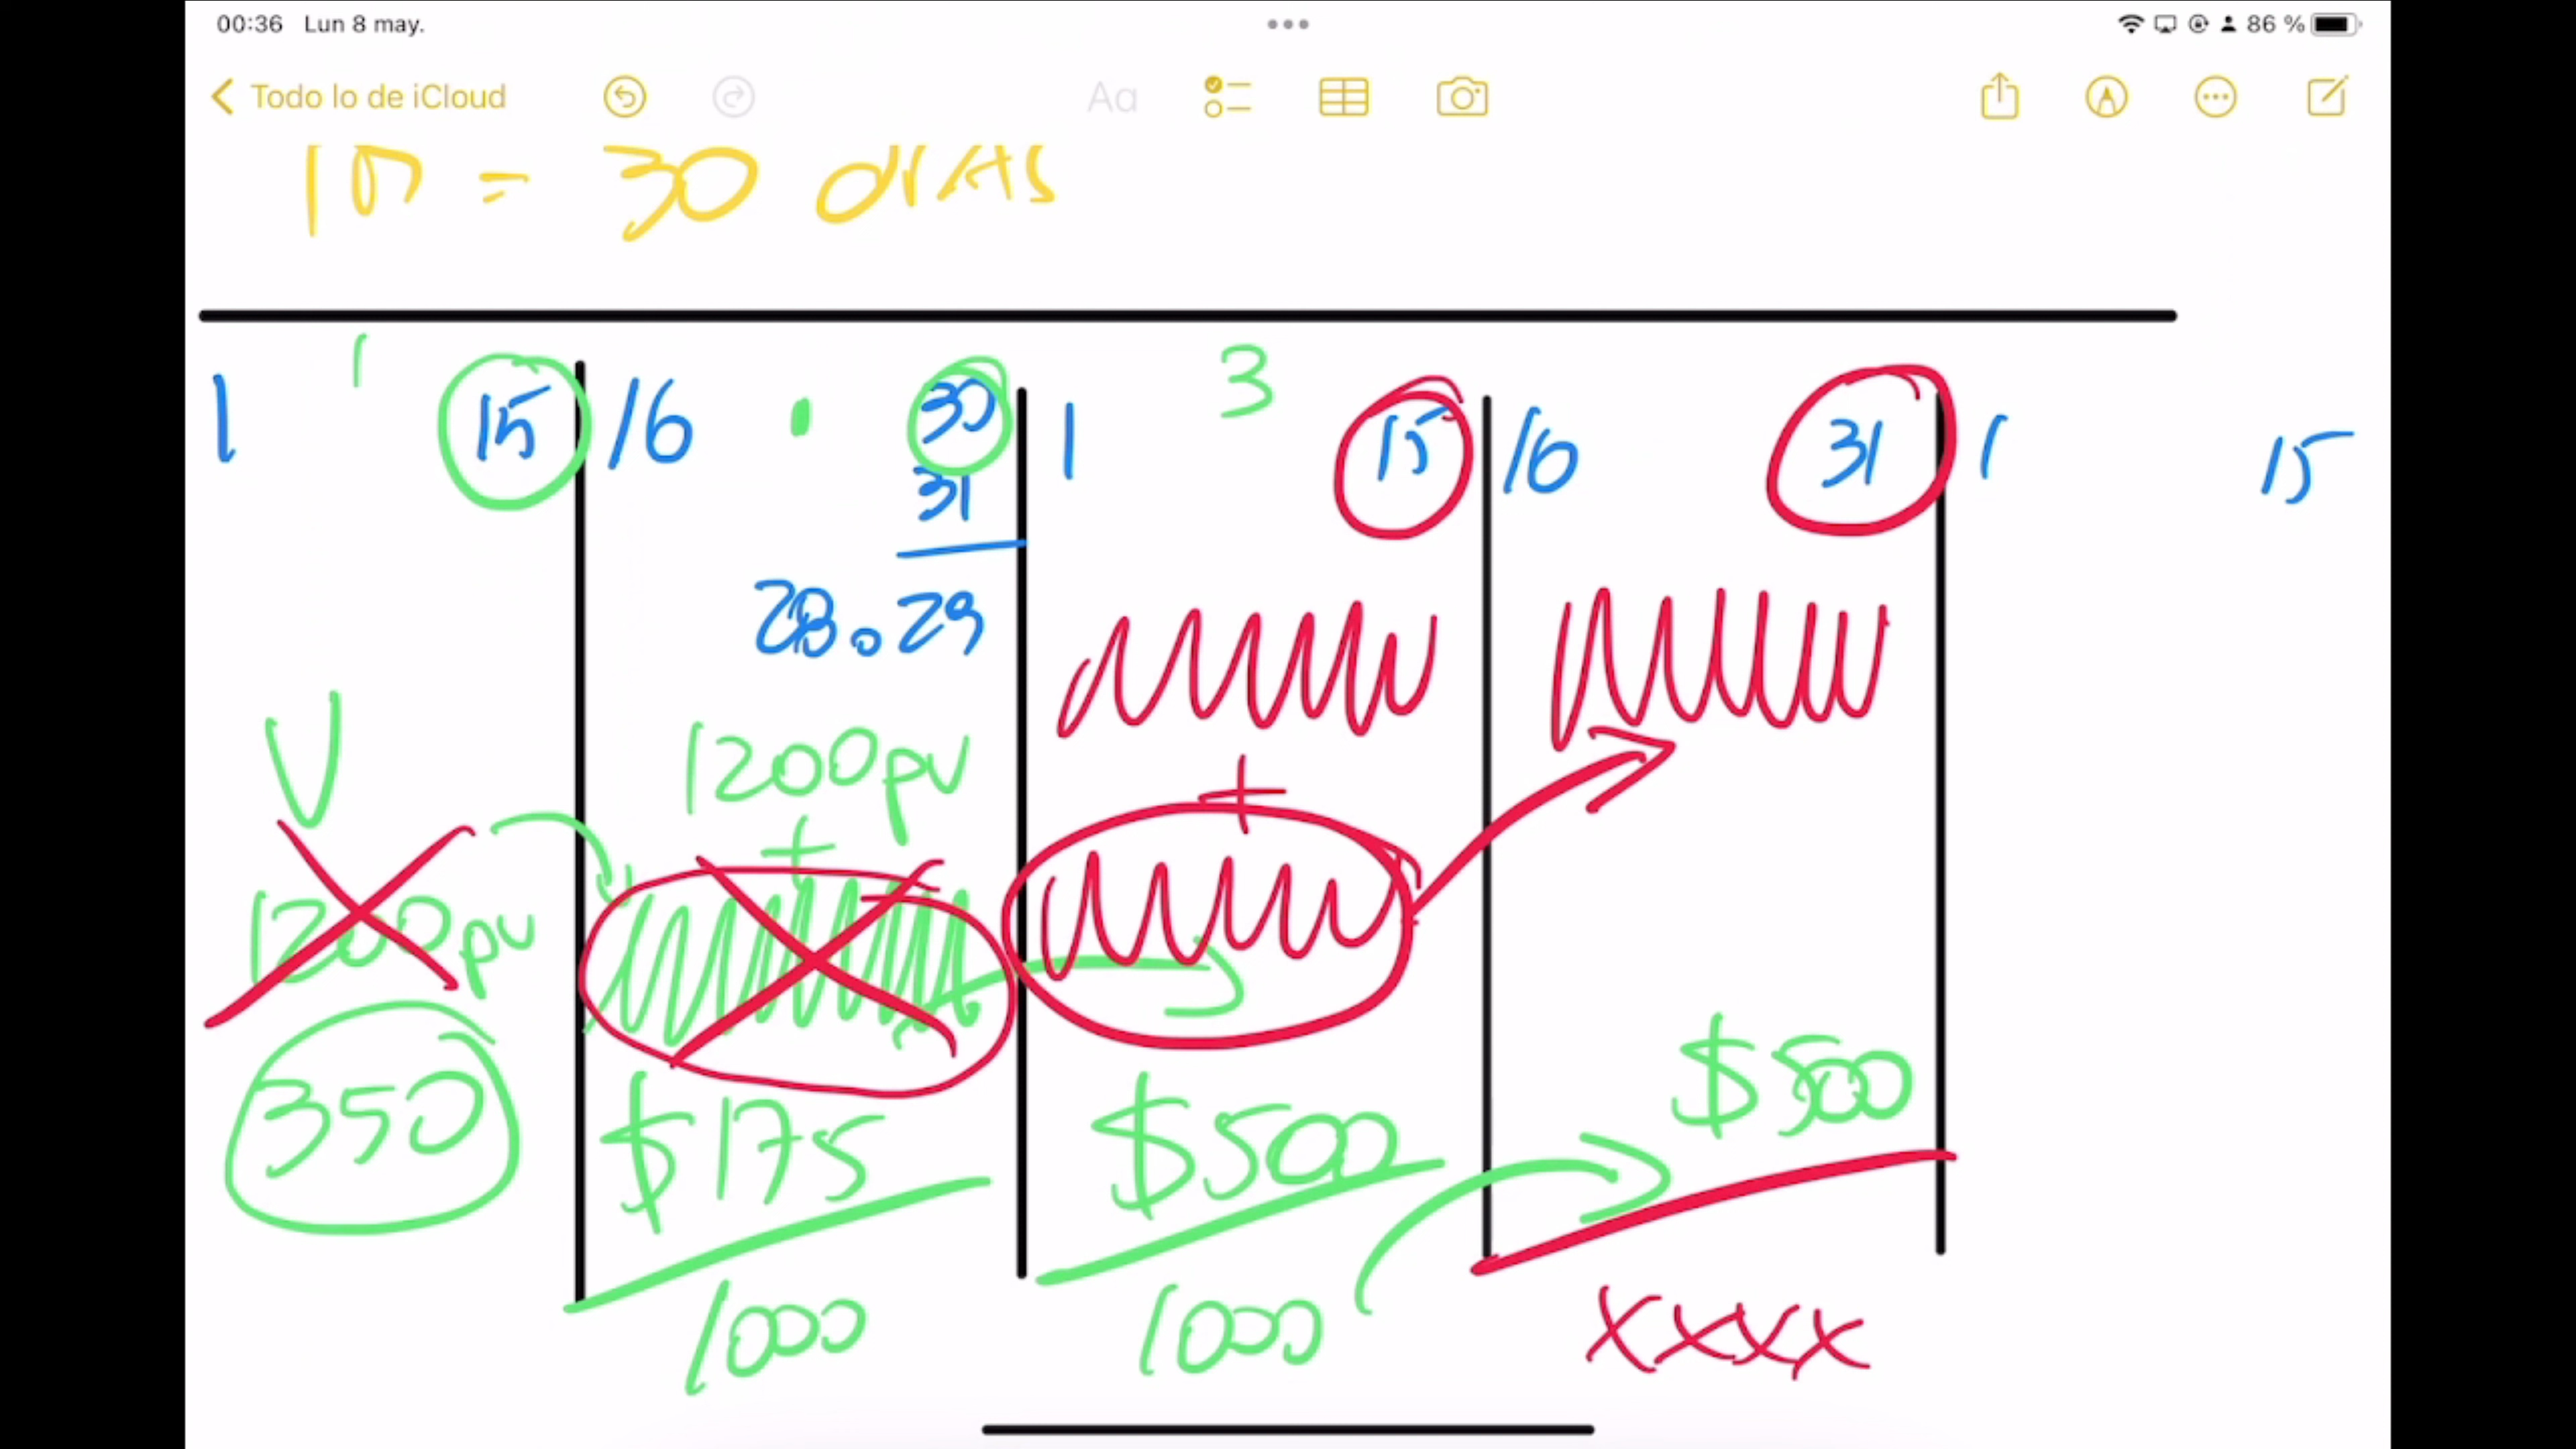 00:36 Lun 8 may.
86 %
Todo lo de iCloud
Aa
= 30 DIAS
1 3
1 15 16 30 1 15 16 31 1 15
31
28 . 29
V
1200pv
+ +
1200pv
350 $175 $500 $500
1000 1000 xxxx